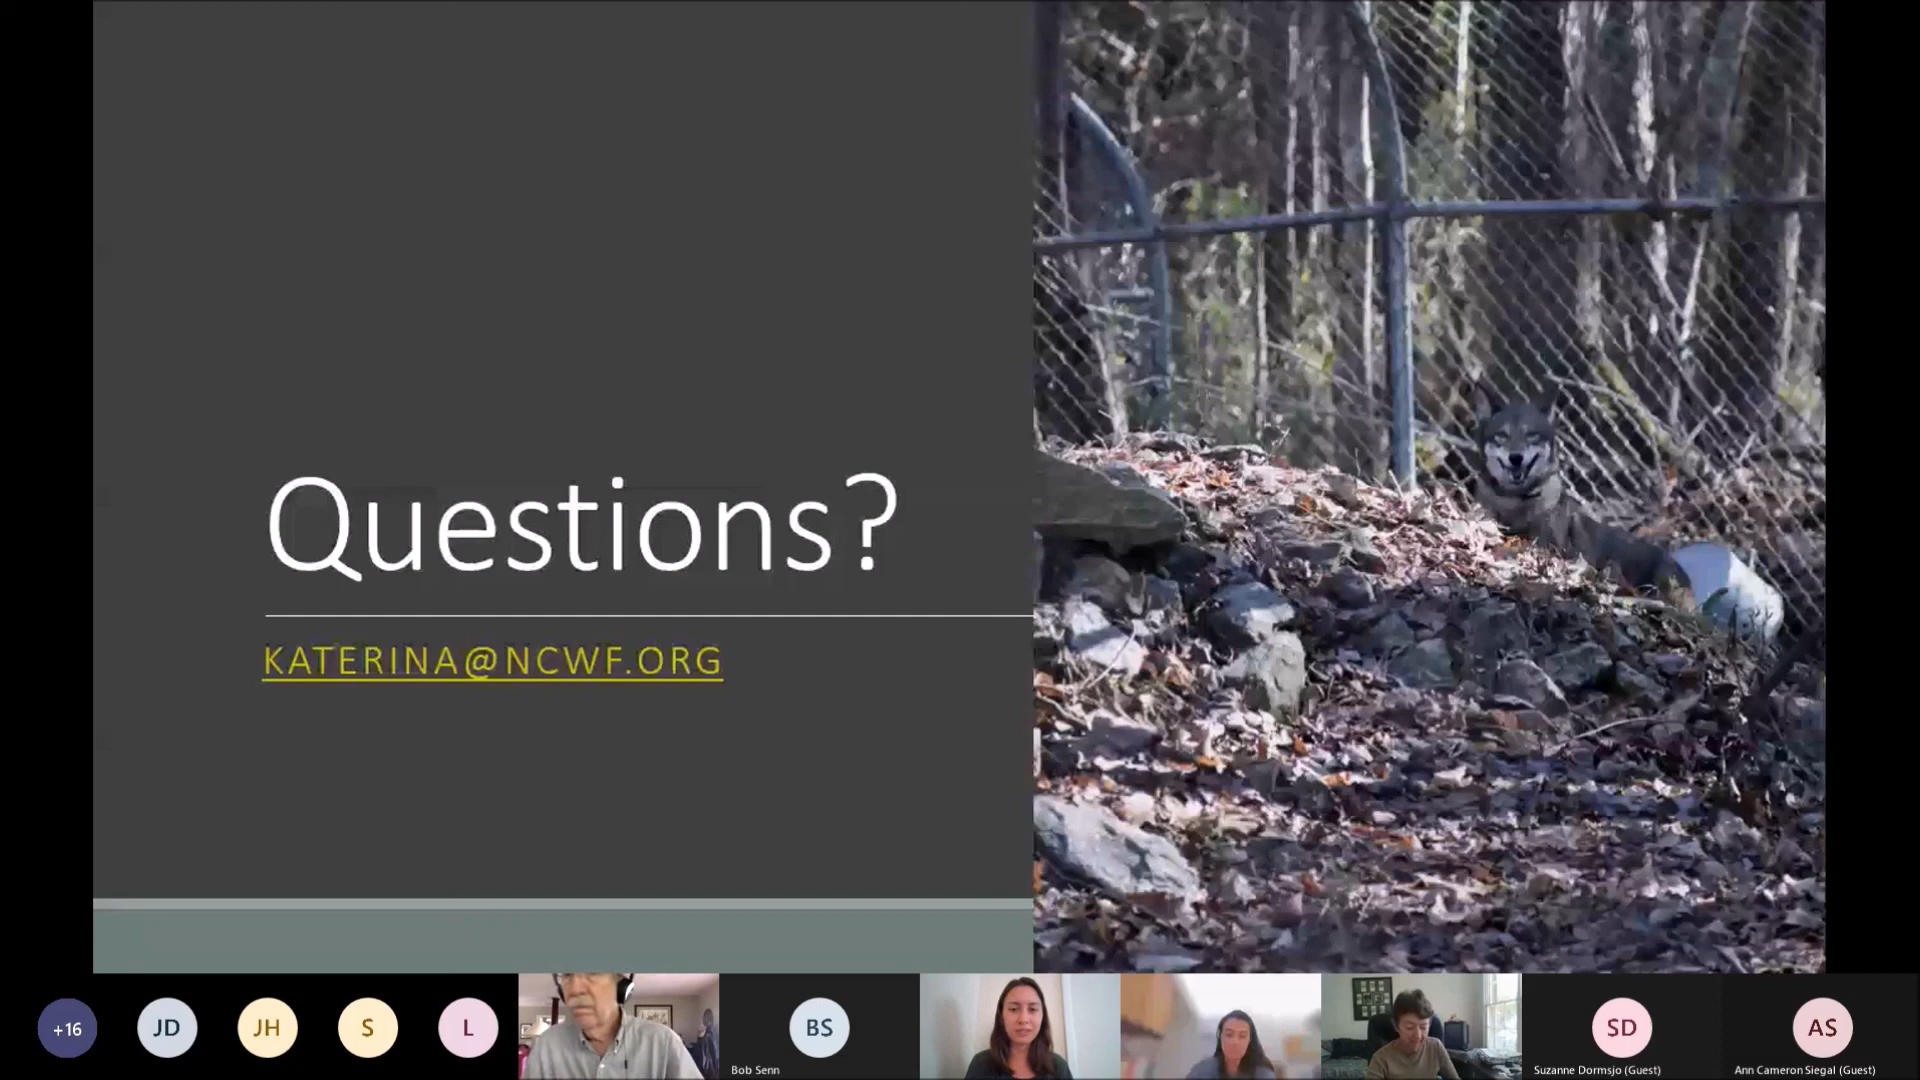 Questions?
KATERINA@NCWF.ORG
+16
JD
JH
S
L
BS
SD
AS
Bob Senn
Suzanne Dormsjo (Guest)
Ann Cameron Siegal (Guest)